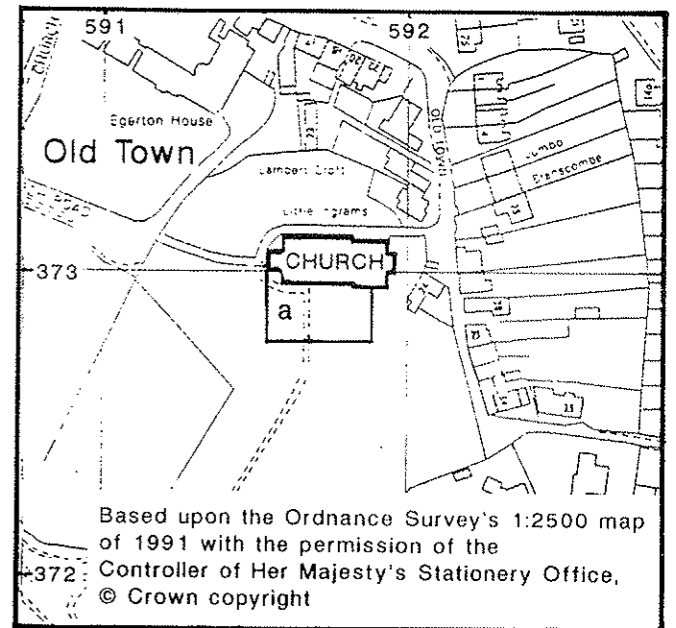 591
592
CHURCH
Egerton House
Old Town
OLD TOWN
Lambert Croft
Little Ingrams
ROAD
Jumbo
Branscombe
373
CHURCH
a
Based upon the Ordnance Survey's 1:2500 map
of 1991 with the permission of the
372 Controller of Her Majesty's Stationery Office,
© Crown copyright